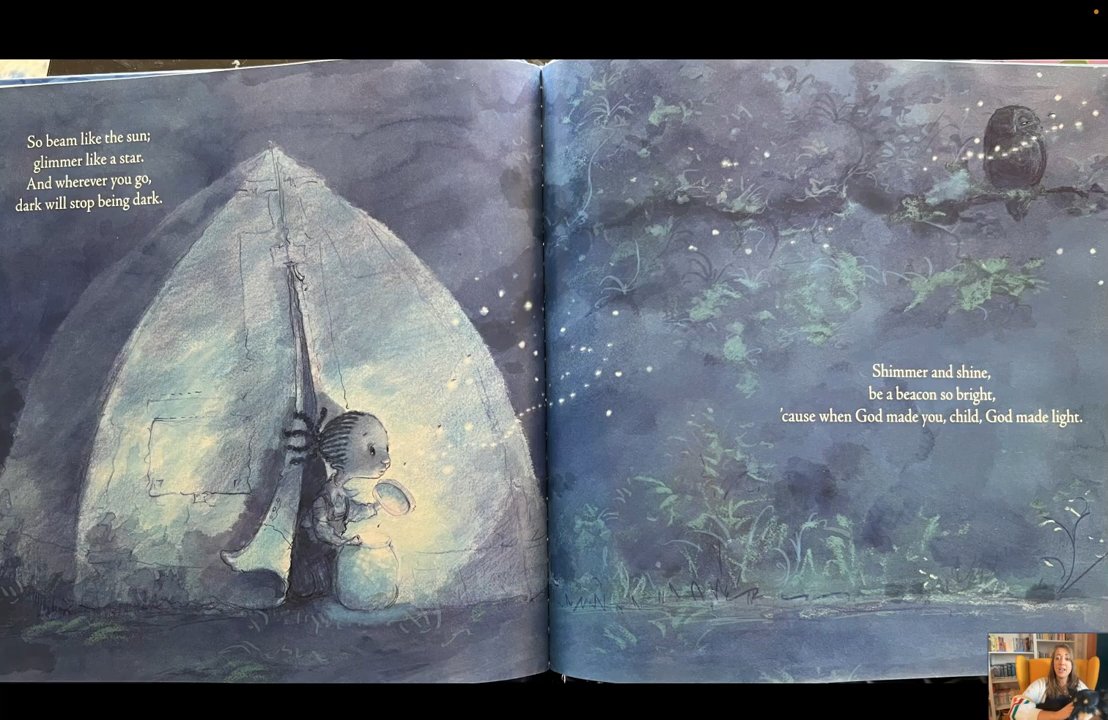 So beam like the sun;
glimmer like a star.
And wherever you go,
dark will stop being dark.
Shimmer and shine,
be a beacon so bright,
'cause when God made you, child, God made light.